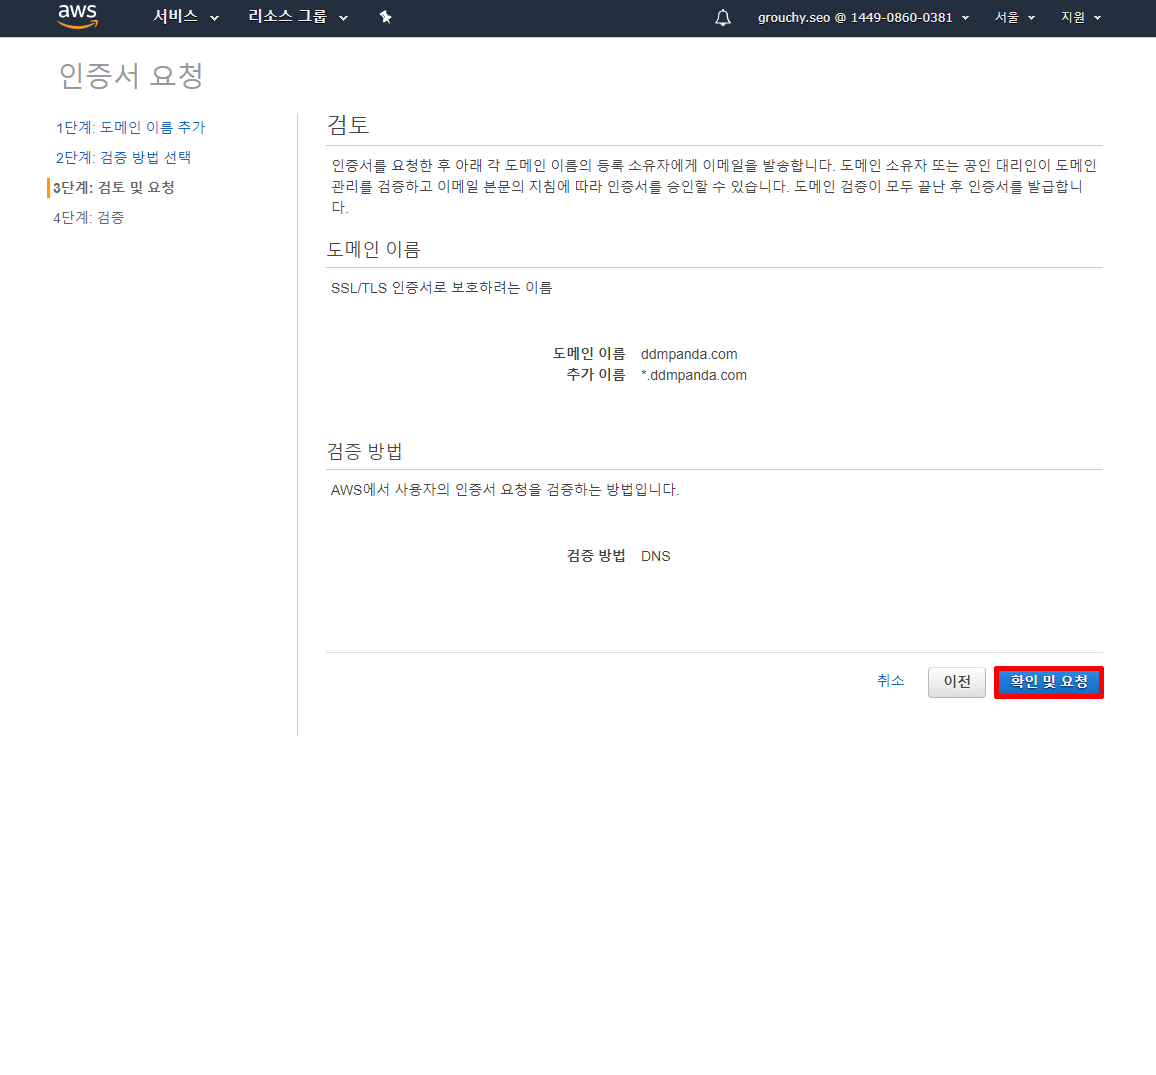 aws 서비스 리소스 그룹 grouchy.seo @ 1449-0860-0381 서울 지원
인증서 요청
1단계: 도메인 이름 추가
2단계: 검증 방법 선택
3단계: 검토 및 요청
4단계: 검증
검토
인증서를 요청한 후 아래 각 도메인 이름의 등록 소유자에게 이메일을 발송합니다. 도메인 소유자 또는 공인 대리인이 도메인
관리를 검증하고 이메일 본문의 지침에 따라 인증서를 승인할 수 있습니다. 도메인 검증이 모두 끝난 후 인증서를 발급합니
다.
도메인 이름
SSL/TLS 인증서로 보호하려는 이름
도메인 이름 ddmpanda.com
추가 이름 *.ddmpanda.com
검증 방법
AWS에서 사용자의 인증서 요청을 검증하는 방법입니다.
검증 방법 DNS
취소 이전 확인 및 요청